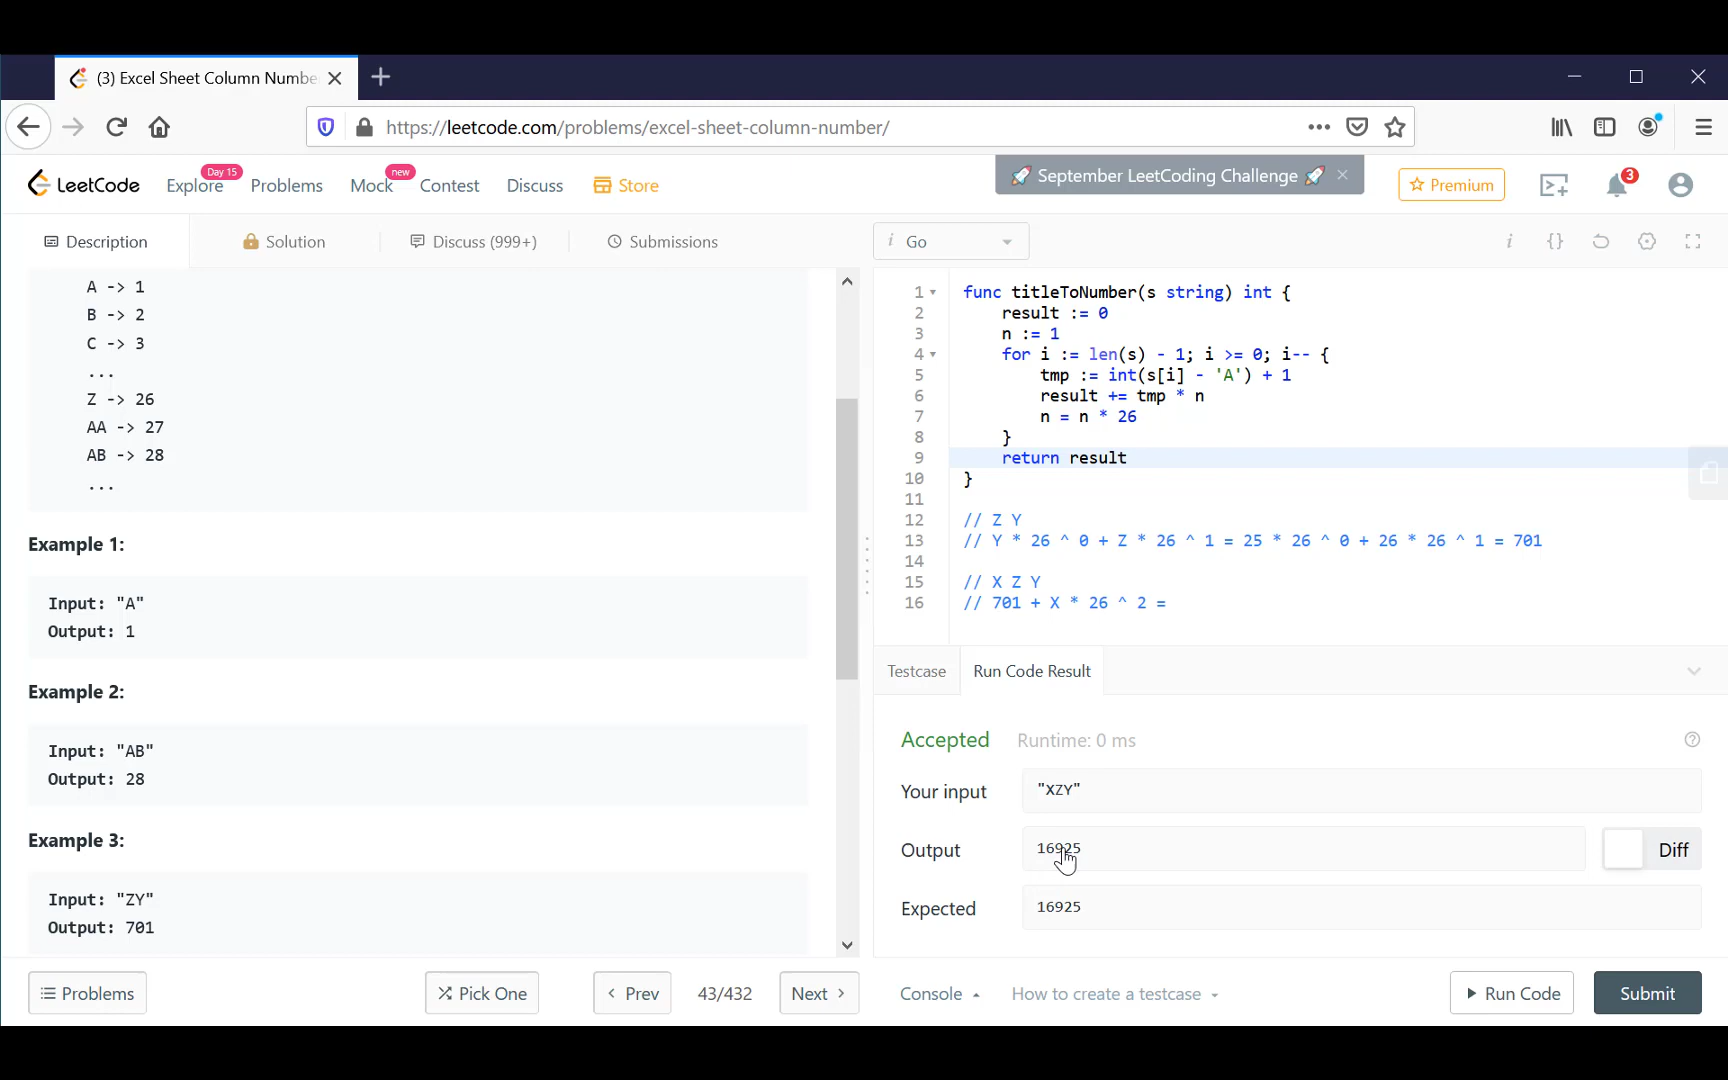 (3) Excel Sheet Column Numbe
https://leetcode.com/problems/excel-sheet-column-number/
LeetCode
Explore
Day 15
Problems
Mock
new
Contest
Discuss
Store
🚀 September LeetCoding Challenge 🚀
Premium
3
Description
Solution
Discuss (999+)
Submissions
i Go
A -> 1
B -> 2
C -> 3
...
Z -> 26
AA -> 27
AB -> 28
...
Example 1:
Input: "A"
Output: 1
Example 2:
Input: "AB"
Output: 28
Example 3:
Input: "ZY"
Output: 701
1 func titleToNumber(s string) int {
2 result := 0
3 n := 1
4 for i := len(s) - 1; i >= 0; i-- {
5 tmp := int(s[i] - 'A') + 1
6 result += tmp * n
7 n = n * 26
8 }
9 return result
10 }
11
12 // Z Y
13 // Y * 26 ^ 0 + Z * 26 ^ 1 = 25 * 26 ^ 0 + 26 * 26 ^ 1 = 701
14
15 // X Z Y
16 // 701 + X * 26 ^ 2 =
Testcase
Run Code Result
Accepted
Runtime: 0 ms
Your input
"XZY"
Output
16925
Diff
Expected
16925
Problems
Pick One
Prev
43/432
Next
Console
How to create a testcase
Run Code
Submit